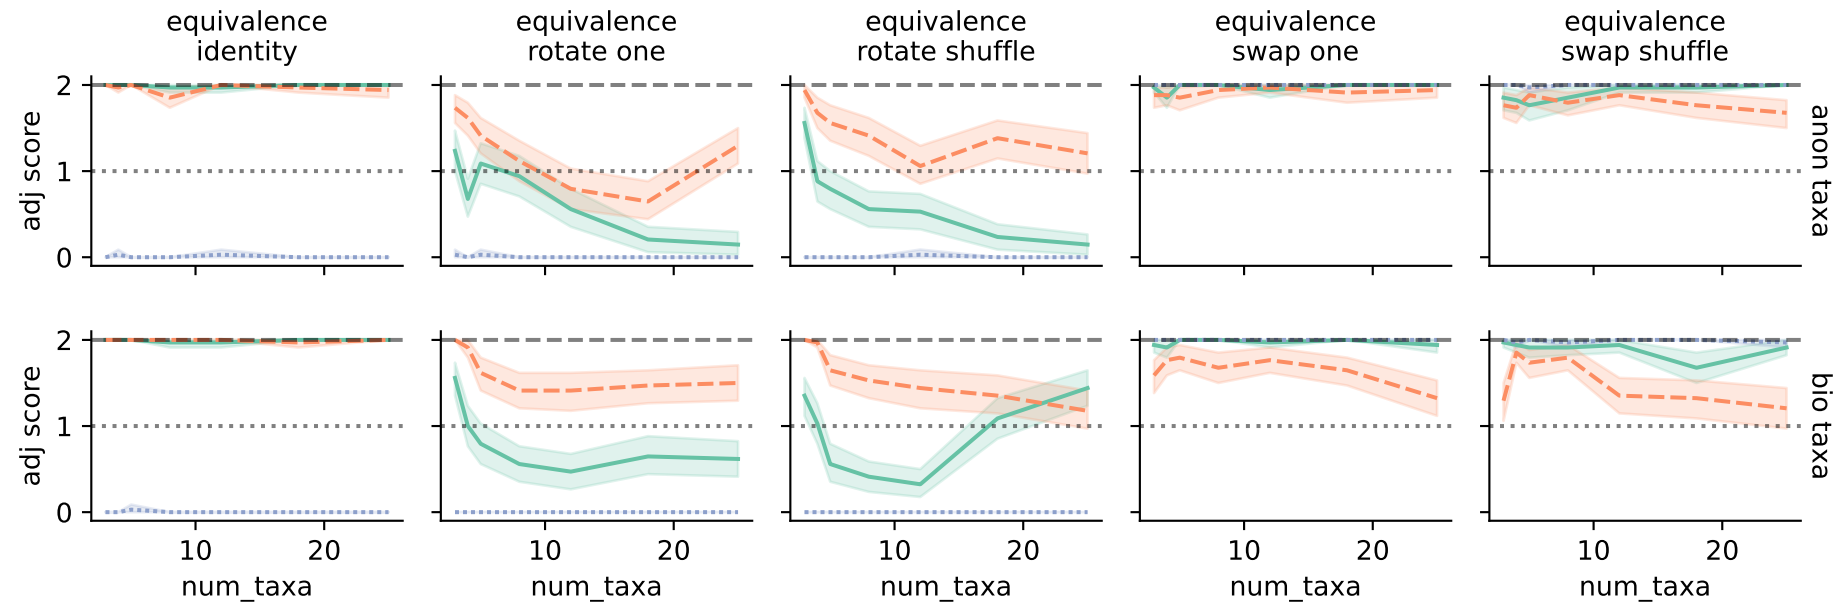 equivalence
identity
equivalence
rotate one
equivalence
rotate shuffle
equivalence
swap one
equivalence
swap shuffle
2
1
0
adj score
anon taxa
10
20
10
20
10
20
10
20
10
20
2
1
0
adj score
bio taxa
num_taxa
num_taxa
num_taxa
num_taxa
num_taxa